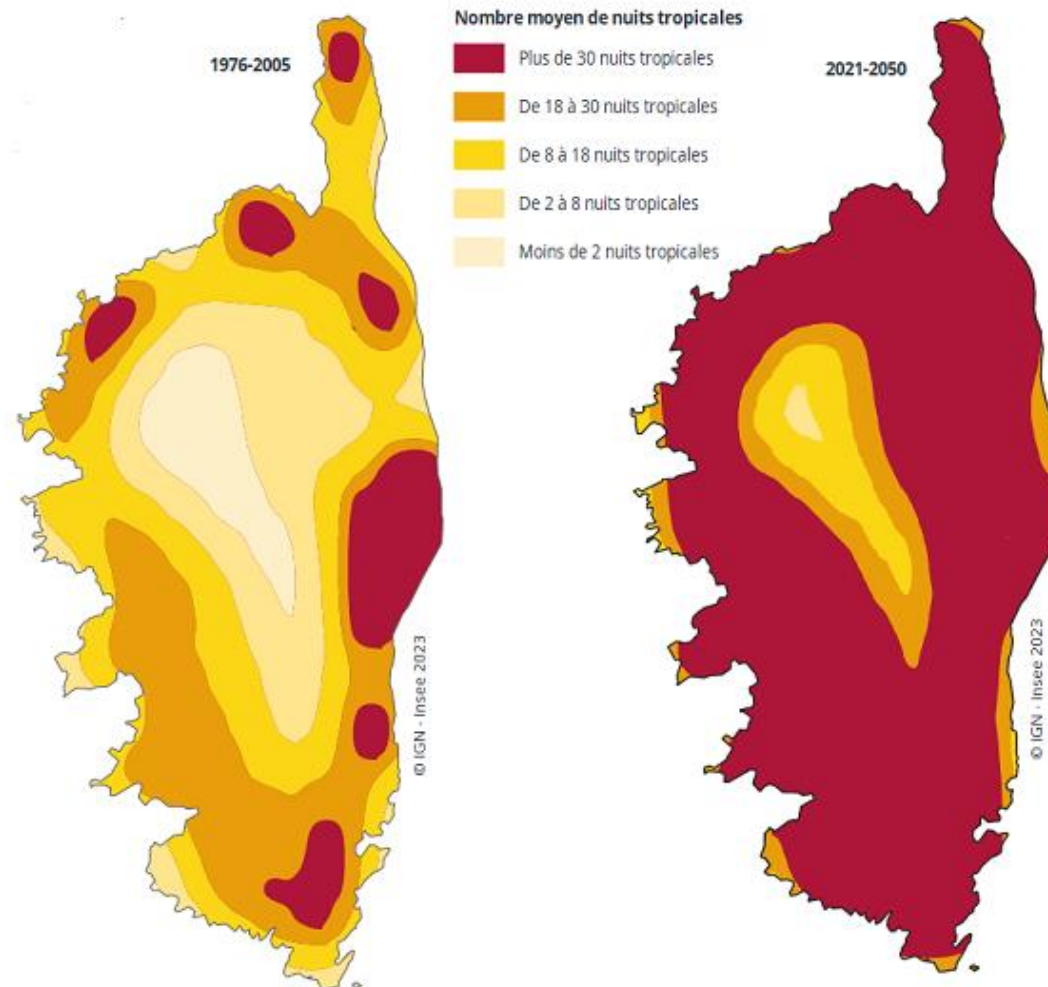 Nombre moyen de nuits tropicales
1976-2005
Plus de 30 nuits tropicales
2021-2050
De 18 à 30 nuits tropicales
De 8 à 18 nuits tropicales
De 2 à 8 nuits tropicales
Moins de 2 nuits tropicales
© IGN - Insee 2023
© IGN - Insee 2023